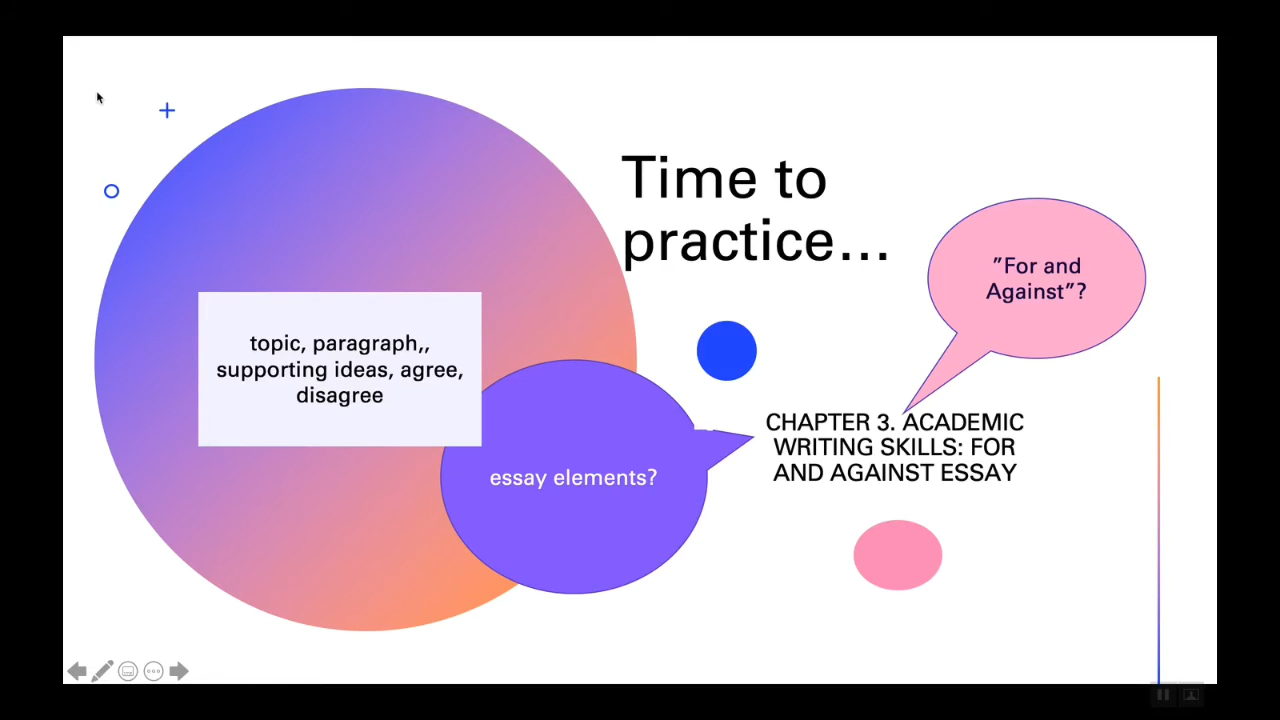 Time to
practice...
"For and
Against"?
topic, paragraph,,
supporting ideas, agree,
disagree
CHAPTER 3. ACADEMIC
WRITING SKILLS: FOR
AND AGAINST ESSAY
essay elements?